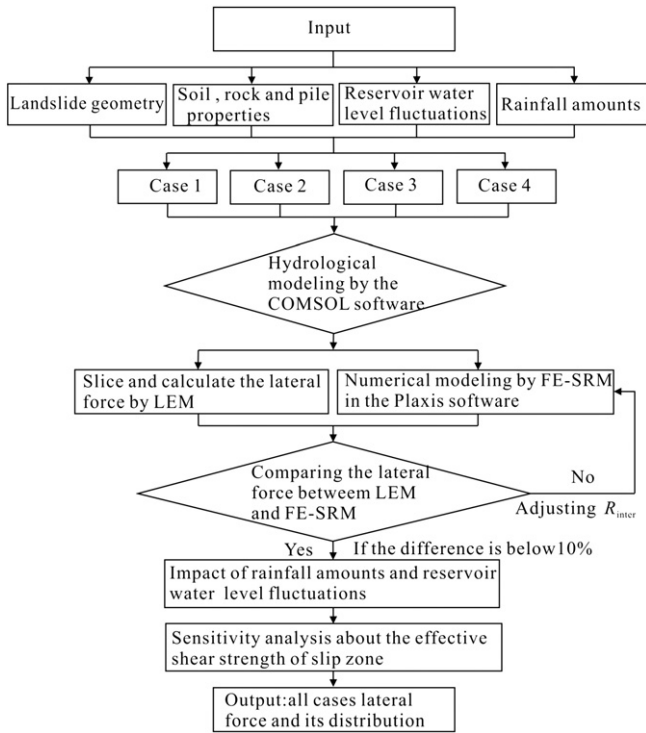 Input
Landslide geometry
Soil , rock and pile
properties
Reservoir water
level fluctuations
Rainfall amounts
Case 1
Case 2
Case 3
Case 4
Hydrological
modeling by the
COMSOL software
Slice and calculate the lateral
force by LEM
Numerical modeling by FE-SRM
in the Plaxis software
Comparing the lateral
force betweem LEM
and FE-SRM
No
Adjusting R_inter
Yes
If the difference is below10%
Impact of rainfall amounts and reservoir
water level fluctuations
Sensitivity analysis about the effective
shear strength of slip zone
Output:all cases lateral
force and its distribution